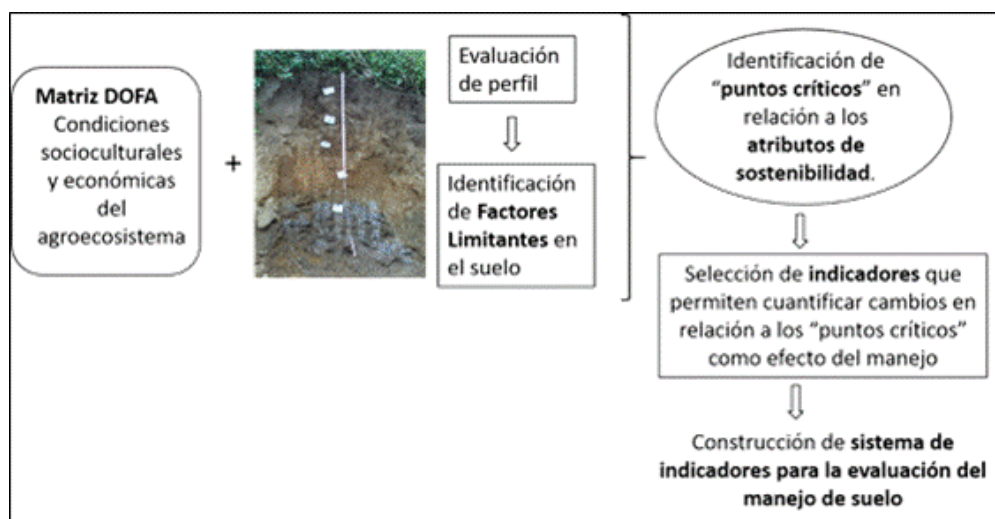 Matriz DOFA
Condiciones
socioculturales
y económicas
del
agroecosistema
+
Evaluación
de perfil
Identificación
de Factores
Limitantes en
el suelo
Identificación de
“puntos críticos” en
relación a los
atributos de
sostenibilidad.
Selección de indicadores que
permiten cuantificar cambios en
relación a los “puntos críticos”
como efecto del manejo
Construcción de sistema de
indicadores para la evaluación del
manejo de suelo